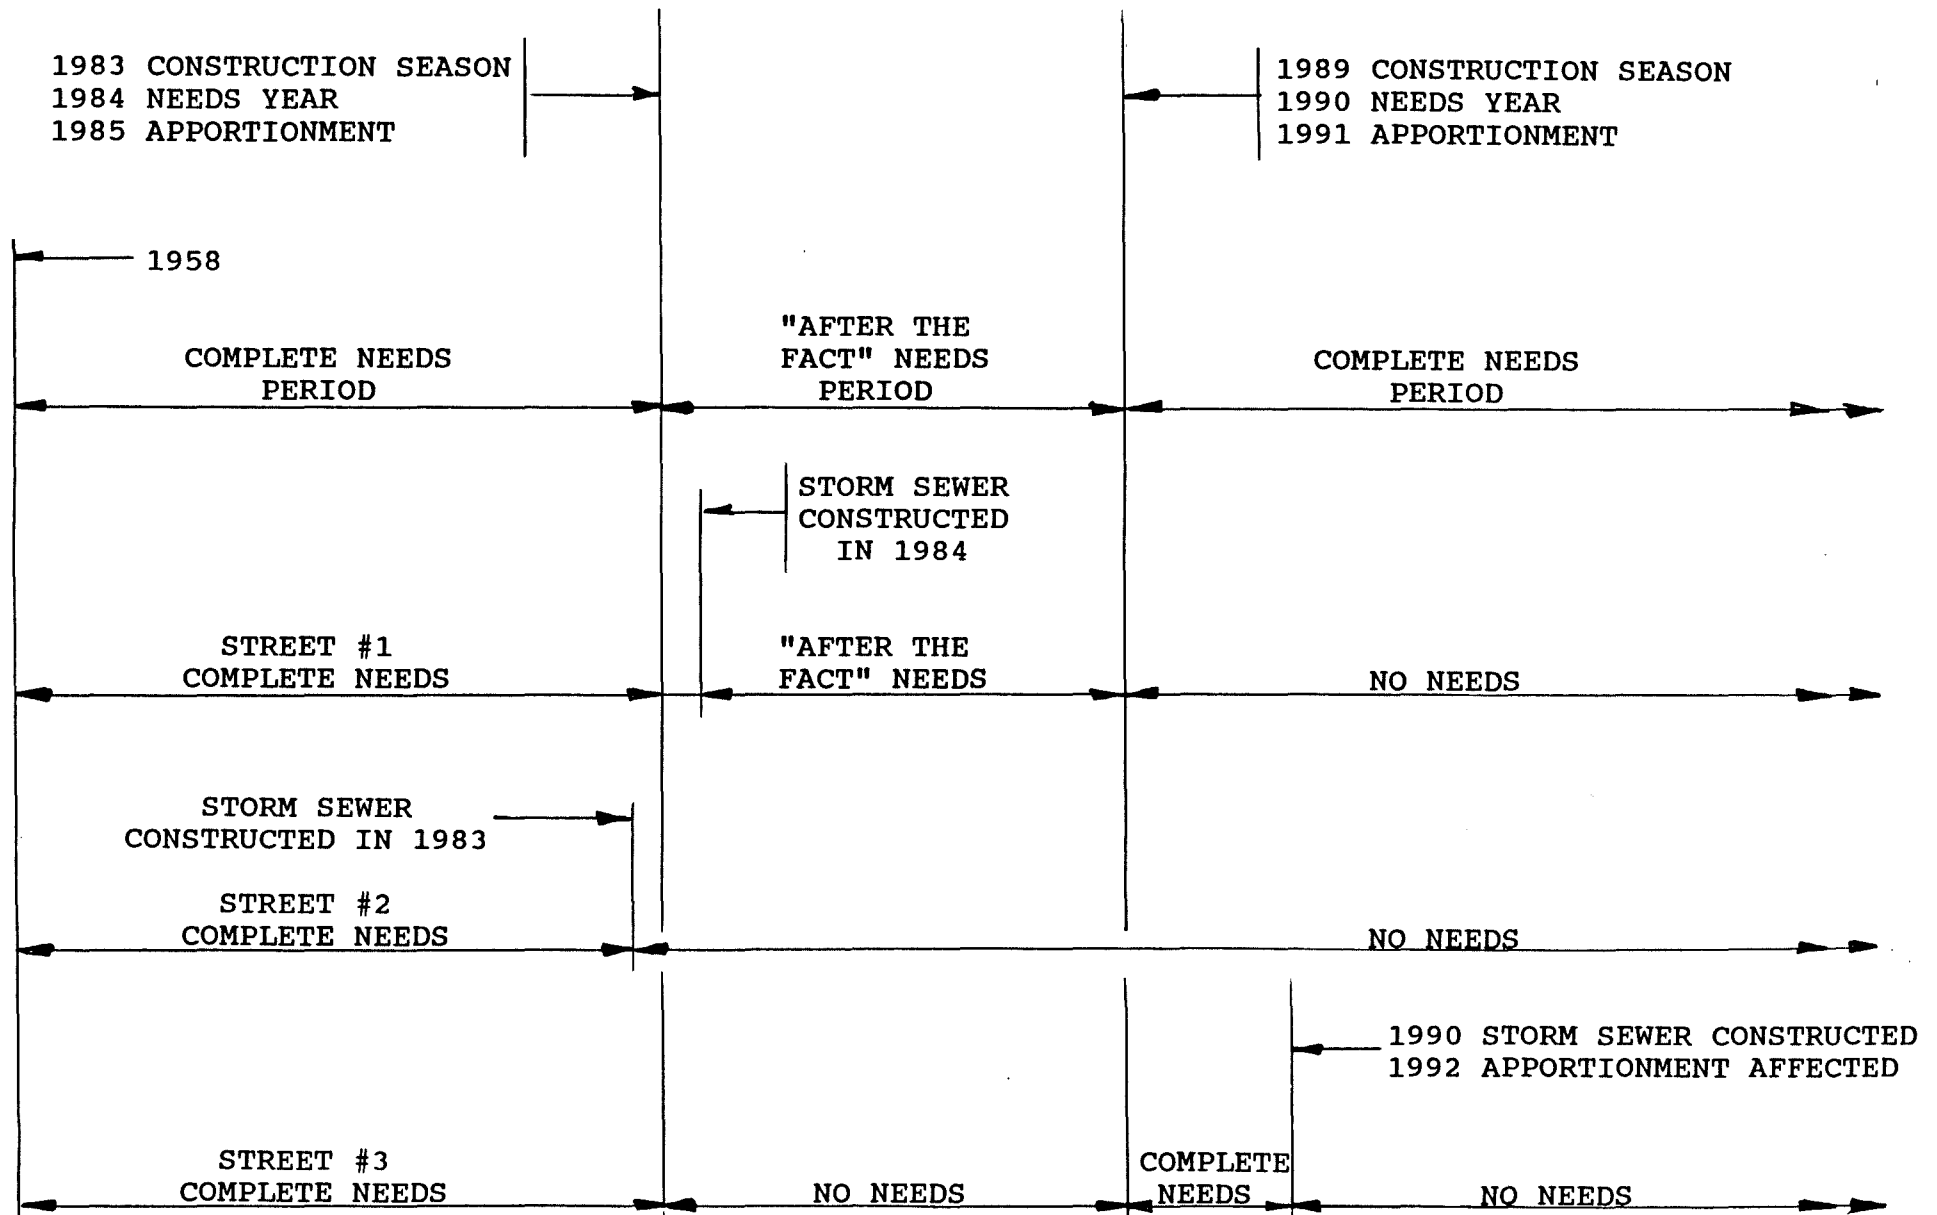 1983 CONSTRUCTION SEASON
1984 NEEDS YEAR
1985 APPORTIONMENT
1989 CONSTRUCTION SEASON
1990 NEEDS YEAR
1991 APPORTIONMENT
1958
COMPLETE NEEDS
PERIOD
"AFTER THE
FACT" NEEDS
PERIOD
COMPLETE NEEDS
PERIOD
STORM SEWER
CONSTRUCTED
IN 1984
STREET #1
COMPLETE NEEDS
"AFTER THE
FACT" NEEDS
NO NEEDS
STORM SEWER
CONSTRUCTED IN 1983
STREET #2
COMPLETE NEEDS
NO NEEDS
1990 STORM SEWER CONSTRUCTED
1992 APPORTIONMENT AFFECTED
STREET #3
COMPLETE NEEDS
NO NEEDS
COMPLETE
NEEDS
NO NEEDS